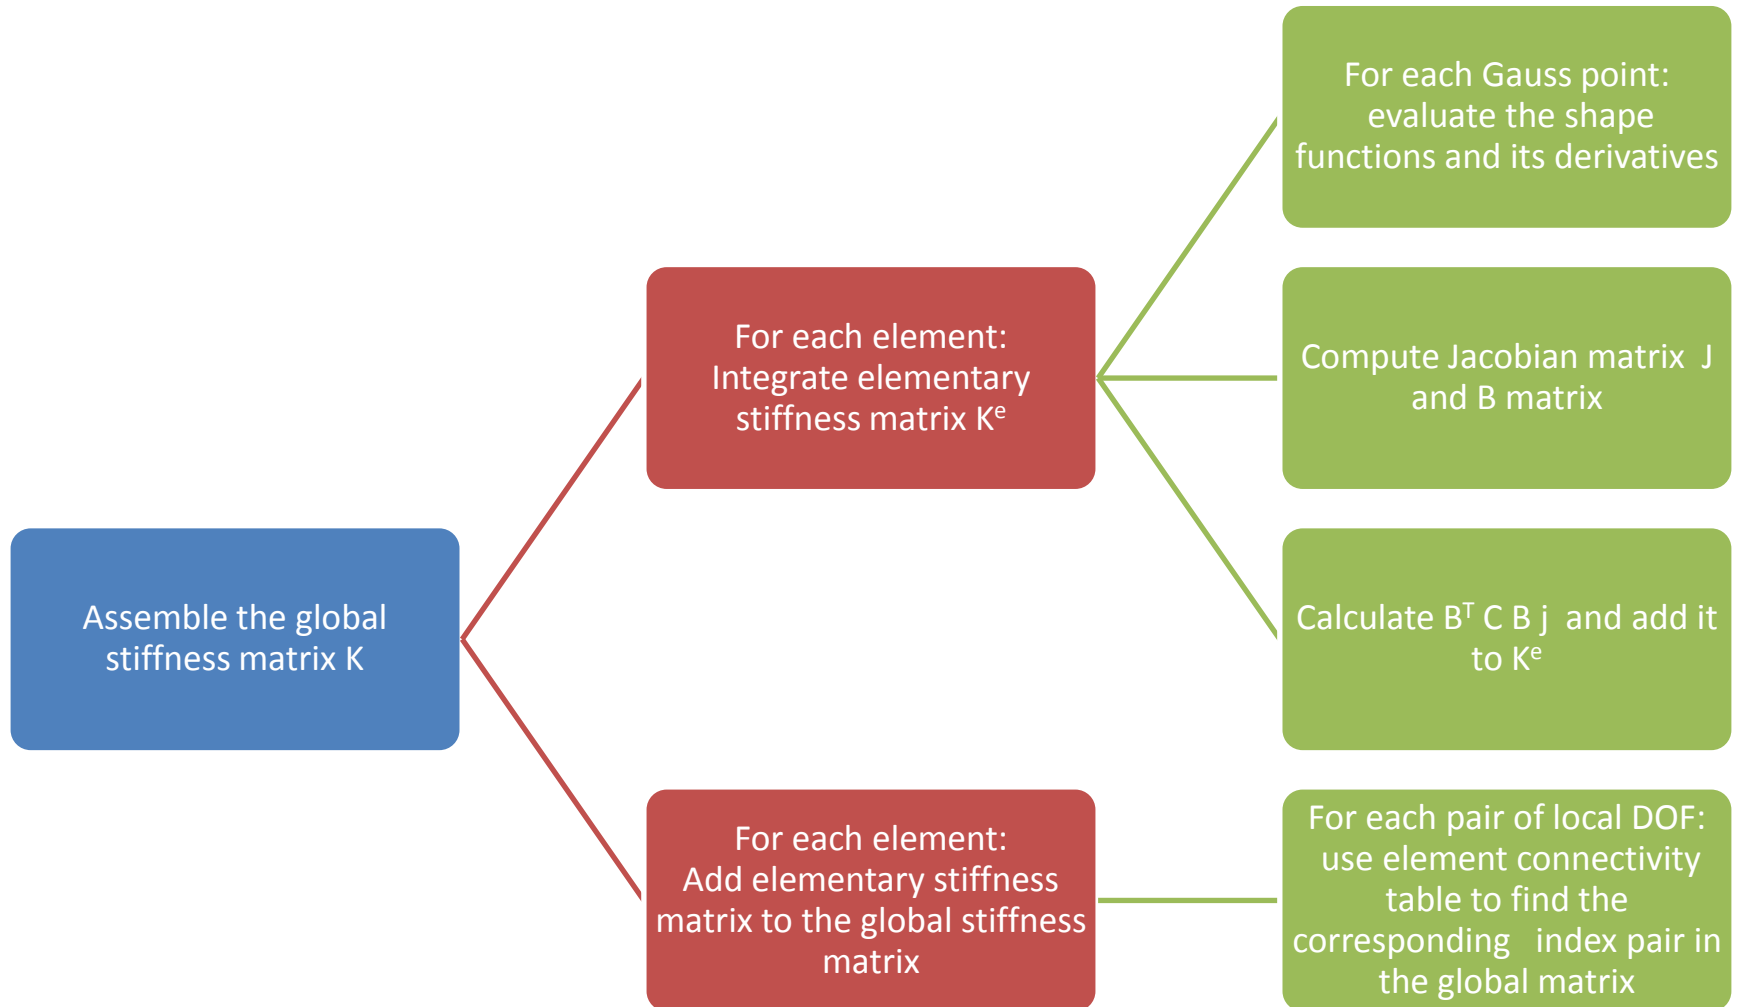 Assemble the global
stiffness matrix K
For each element:
Integrate elementary
stiffness matrix Kᵉ
For each Gauss point:
evaluate the shape
functions and its derivatives
Compute Jacobian matrix J
and B matrix
Calculate Bᵀ C B j and add it
to Kᵉ
For each element:
Add elementary stiffness
matrix to the global stiffness
matrix
For each pair of local DOF:
use element connectivity
table to find the
corresponding index pair in
the global matrix